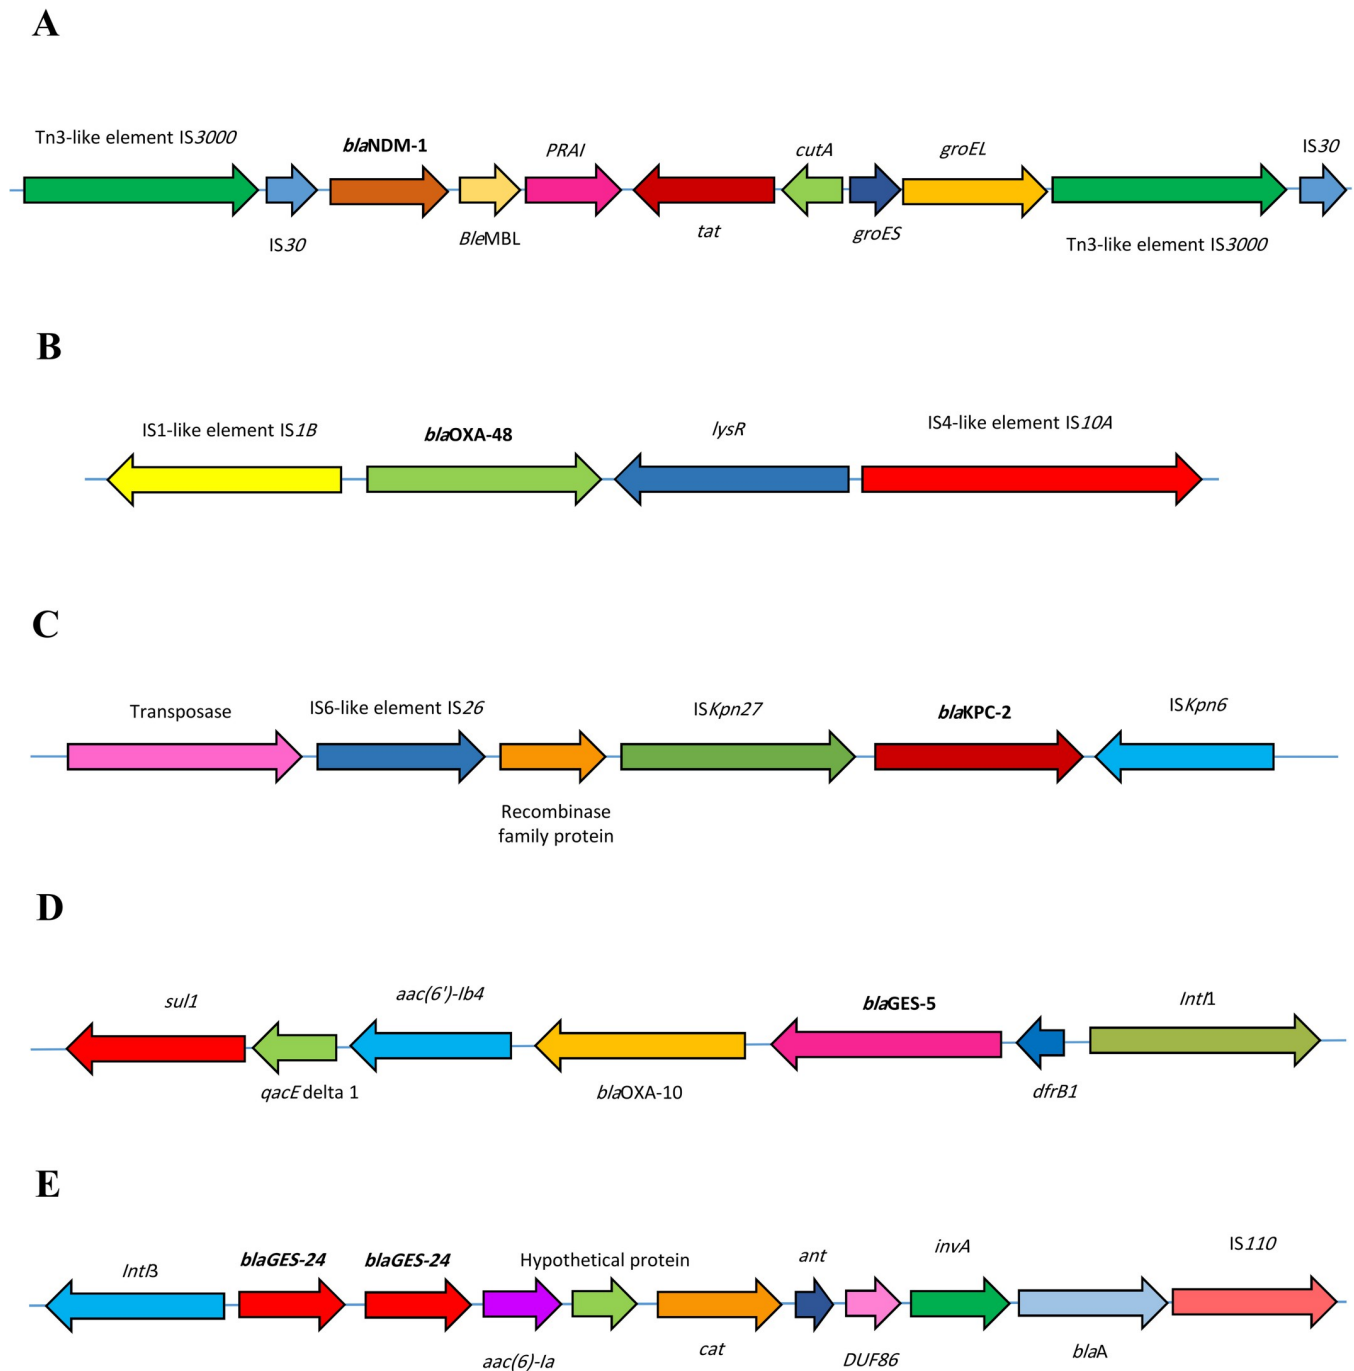 A
Tn3-like element IS3000
blaNDM-1
PRAI
cutA
groEL
IS30
IS30
BleMBL
tat
groES
Tn3-like element IS3000
B
IS1-like element IS1B
blaOXA-48
lysR
IS4-like element IS10A
C
Transposase
IS6-like element IS26
ISKpn27
blaKPC-2
ISKpn6
Recombinase
family protein
D
sul1
aac(6')-Ib4
blaGES-5
IntI1
qacE delta 1
blaOXA-10
dfrB1
E
IntI3
blaGES-24
blaGES-24
Hypothetical protein
ant
invA
IS110
aac(6)-Ia
cat
DUF86
blaA